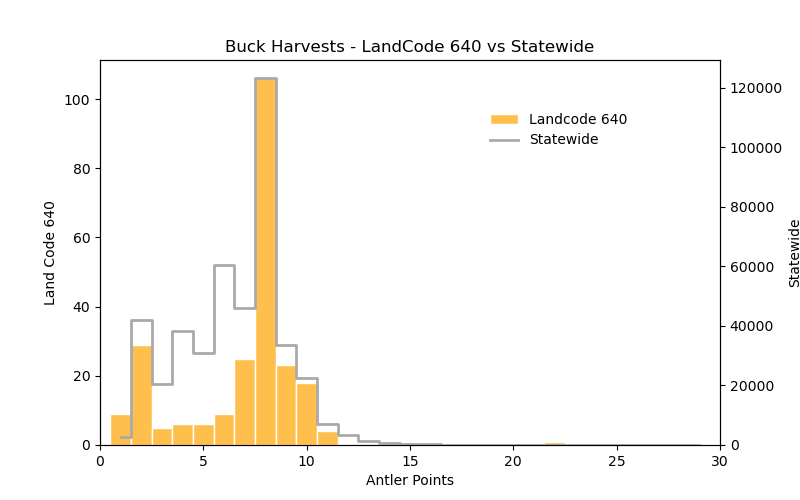 Buck Harvests - LandCode 640 vs Statewide
100
80
60
40
20
0
Land Code 640
120000
100000
80000
60000
40000
20000
0
Statewide
Landcode 640
Statewide
0 5 10 15 20 25 30
Antler Points